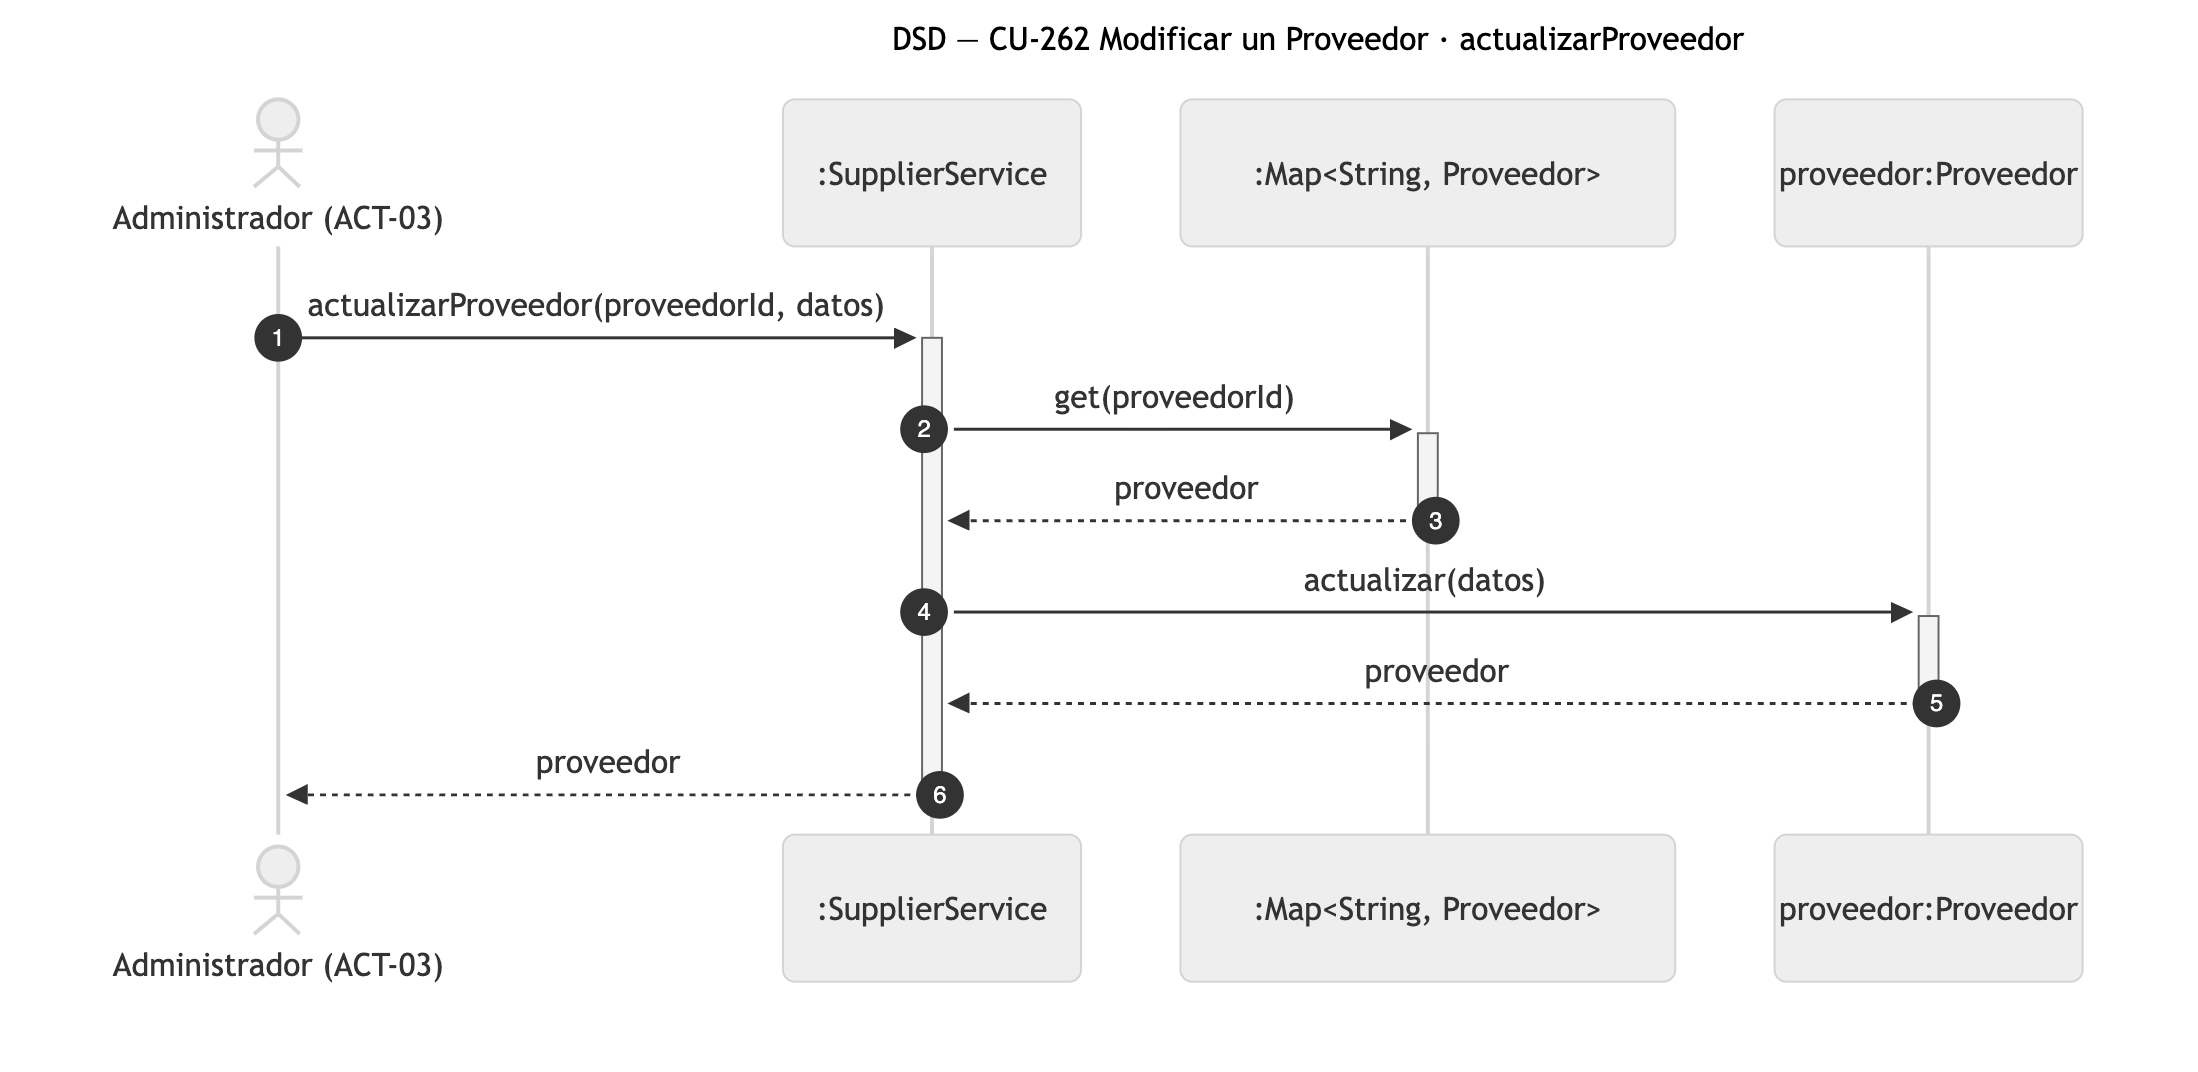 DSD — CU-262 Modificar un Proveedor · actualizarProveedor
Administrador (ACT-03)
:SupplierService
:Map<String, Proveedor>
proveedor:Proveedor
actualizarProveedor(proveedorId, datos)
1
get(proveedorId)
2
proveedor
3
actualizar(datos)
4
proveedor
5
proveedor
6
Administrador (ACT-03)
:SupplierService
:Map<String, Proveedor>
proveedor:Proveedor